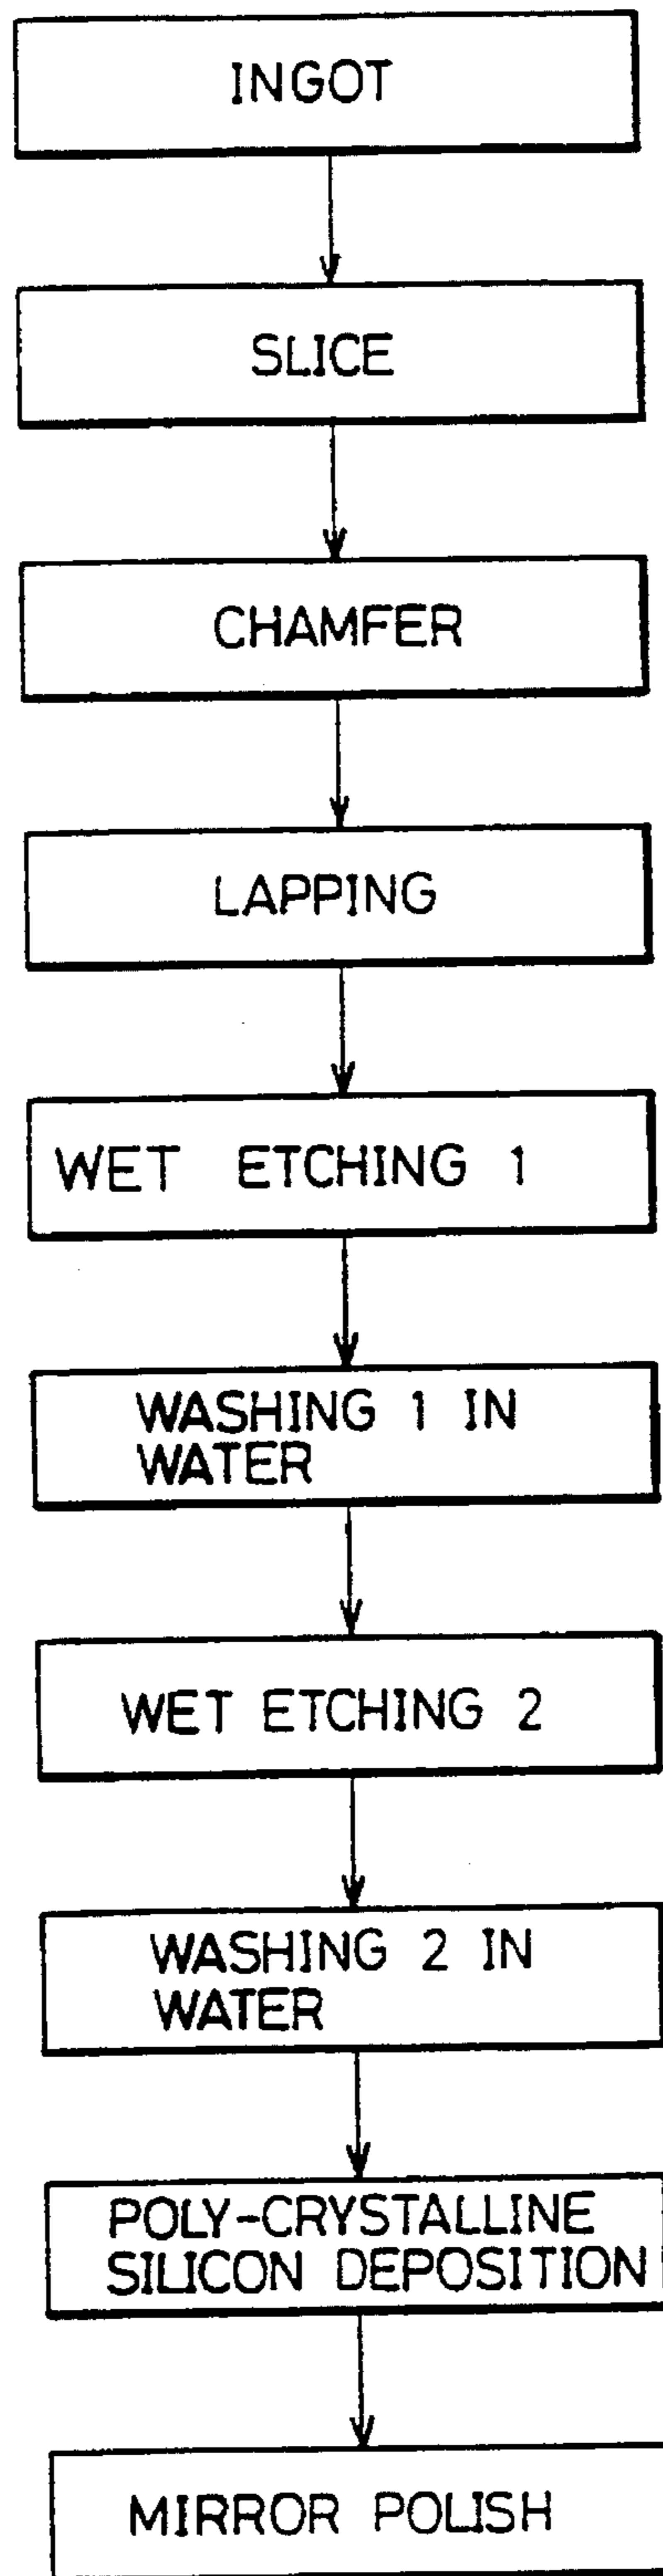 INGOT
SLICE
CHAMFER
LAPPING
WET ETCHING 1
WASHING 1 IN
WATER
WET ETCHING 2
WASHING 2 IN
WATER
POLY-CRYSTALLINE
SILICON DEPOSITION
MIRROR POLISH